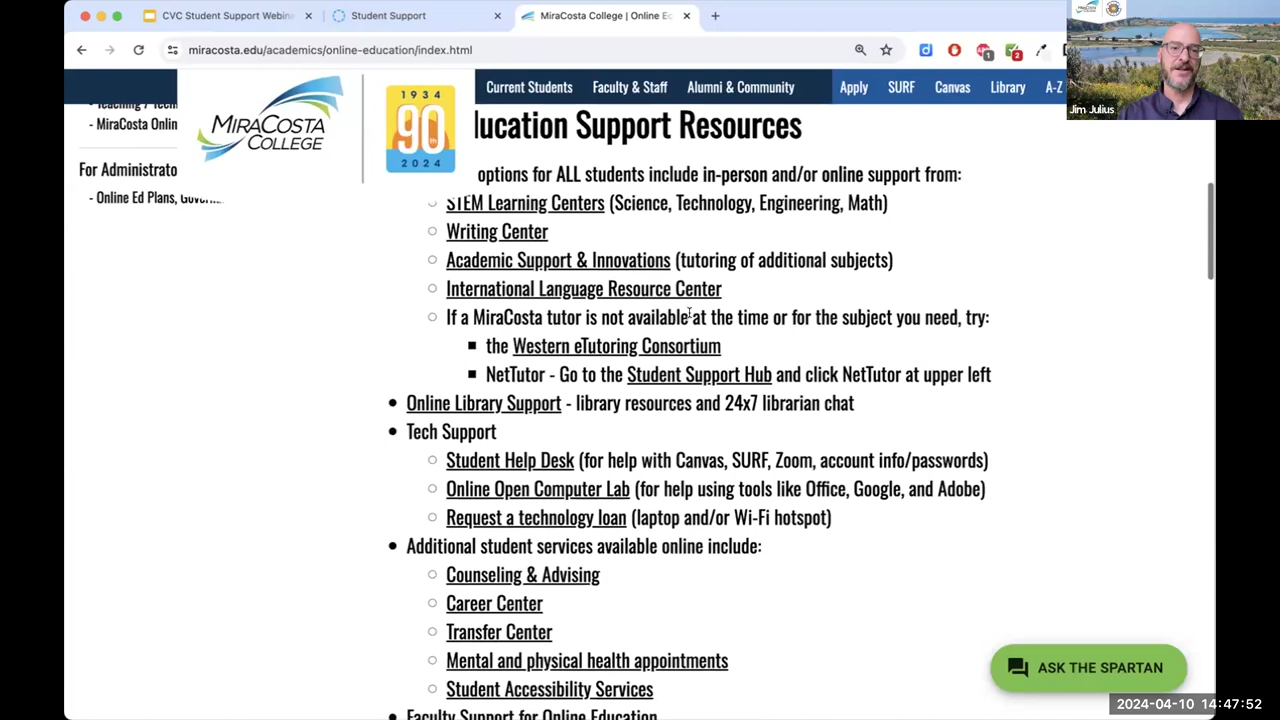 CVC Student Support Webina
Student Support
MiraCosta College | Online Ec
miracosta.edu/academics/online-education/index.html
1
2
Jim Julius
Current Students
Faculty & Staff
Alumni & Community
Apply
SURF
Canvas
Library
A-Z
MIRACOSTA
COLLEGE
1934
90
2024
- MiraCosta Onlin
For Administrato
- Online Ed Plans,
lucation Support Resources
options for ALL students include in-person and/or online support from:
STEM Learning Centers (Science, Technology, Engineering, Math)
Writing Center
Academic Support & Innovations (tutoring of additional subjects)
International Language Resource Center
If a MiraCosta tutor is not available at the time or for the subject you need, try:
the Western eTutoring Consortium
NetTutor - Go to the Student Support Hub and click NetTutor at upper left
Online Library Support - library resources and 24x7 librarian chat
Tech Support
Student Help Desk (for help with Canvas, SURF, Zoom, account info/passwords)
Online Open Computer Lab (for help using tools like Office, Google, and Adobe)
Request a technology loan (laptop and/or Wi-Fi hotspot)
Additional student services available online include:
Counseling & Advising
Career Center
Transfer Center
Mental and physical health appointments
Student Accessibility Services
Faculty Support for Online Education
ASK THE SPARTAN
2024-04-10 14:47:52